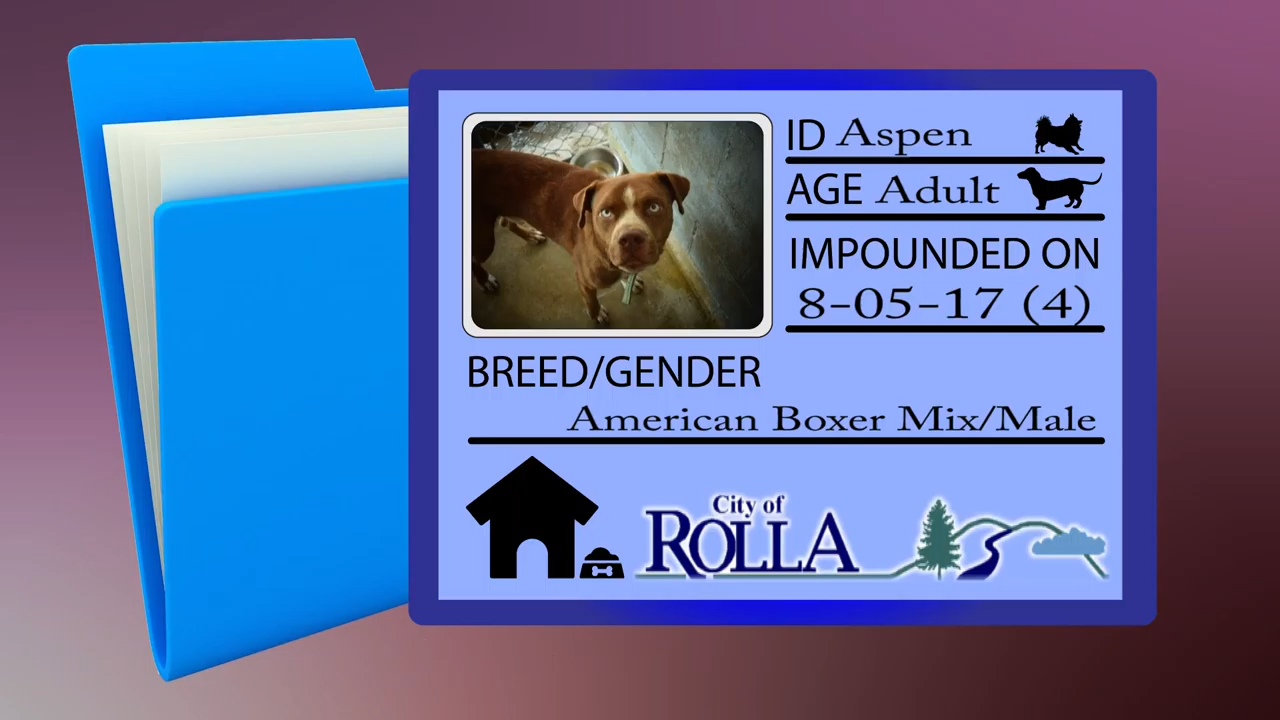 ID Aspen
AGE Adult
IMPOUNDED ON
8-05-17 (4)
BREED/GENDER
American Boxer Mix/Male
City of
ROLLA